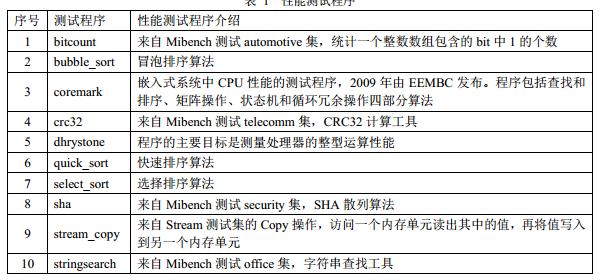 表 1 性能测试程序
序号 测试程序 性能测试程序介绍
1 bitcount 来自 Mibench 测试 automotive 集，统计一个整数数组包含的 bit 中 1 的个数
2 bubble_sort 冒泡排序算法
3 coremark 嵌入式系统中 CPU 性能的测试程序，2009 年由 EEMBC 发布。程序包括查找和
排序、矩阵操作、状态机和循环冗余操作四部分算法
4 crc32 来自 Mibench 测试 telecomm 集，CRC32 计算工具
5 dhrystone 程序的主要目标是测量处理器的整型运算性能
6 quick_sort 快速排序算法
7 select_sort 选择排序算法
8 sha 来自 Mibench 测试 security 集，SHA 散列算法
9 stream_copy 来自 Stream 测试集的 Copy 操作，访问一个内存单元读出其中的值，再将值写入
到另一个内存单元
10 stringsearch 来自 Mibench 测试 office 集，字符串查找工具